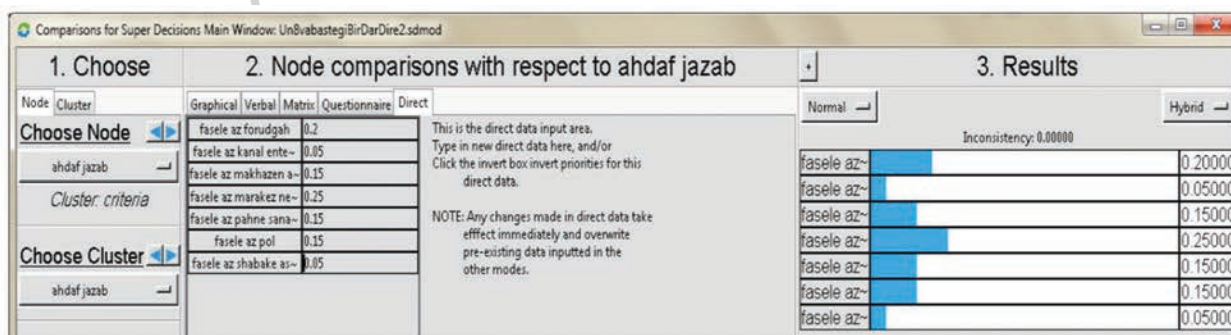 Comparisons for Super Decisions Main Window: Un8vabastegiBirDarDire2.sdmod
1. Choose
Node Cluster
Choose Node
ahdaf jazab
Cluster: criteria
Choose Cluster
ahdaf jazab
2. Node comparisons with respect to ahdaf jazab
Graphical Verbal Matrix Questionnaire Direct
fasele az forudgah 0.2
fasele az kanal ente~ 0.05
fasele az makhazen a~ 0.15
fasele az marakez ne~ 0.25
fasele az pahne sana~ 0.15
fasele az pol 0.15
fasele az shabake as~ 0.05
This is the direct data input area.
Type in new direct data here, and/or
Click the invert box invert priorities for this
direct data.
NOTE: Any changes made in direct data take
efffect immediately and overwrite
pre-existing data inputted in the
other modes.
+ 3. Results
Normal Hybrid
Inconsistency: 0.00000
fasele az~ 0.20000
fasele az~ 0.05000
fasele az~ 0.15000
fasele az~ 0.25000
fasele az~ 0.15000
fasele az~ 0.15000
fasele az~ 0.05000